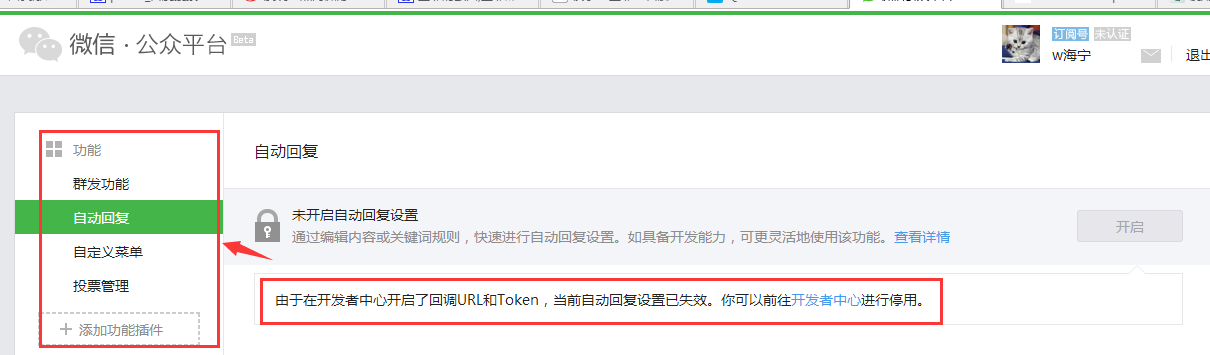 微信·公众平台 Beta
订阅号 未认证
w海宁
退出
功能
群发功能
自动回复
自定义菜单
投票管理
添加功能插件
自动回复
未开启自动回复设置
通过编辑内容或关键词规则，快速进行自动回复设置。如具备开发能力，可更灵活地使用该功能。查看详情
开启
由于在开发者中心开启了回调URL和Token，当前自动回复设置已失效。你可以前往开发者中心进行停用。